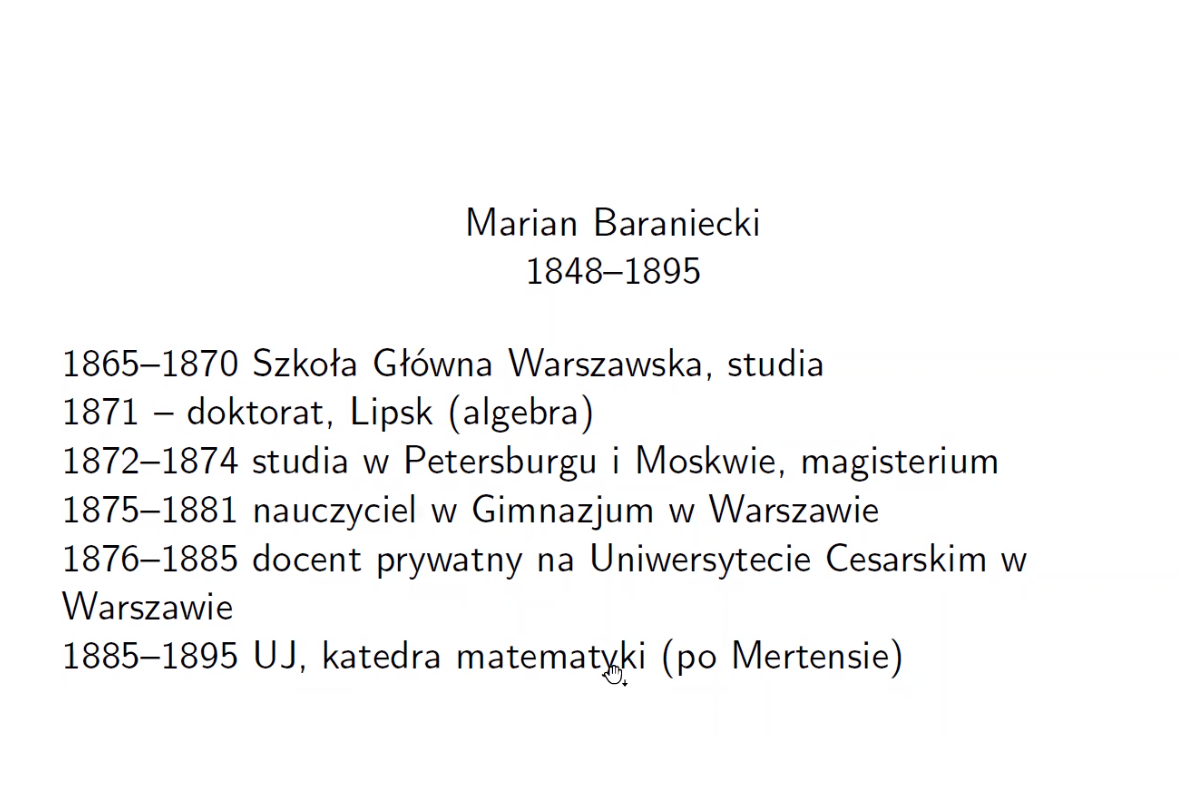 Marian Baraniecki
1848–1895
1865–1870 Szkoła Główna Warszawska, studia
1871 – doktorat, Lipsk (algebra)
1872–1874 studia w Petersburgu i Moskwie, magisterium
1875–1881 nauczyciel w Gimnazjum w Warszawie
1876–1885 docent prywatny na Uniwersytecie Cesarskim w
Warszawie
1885–1895 UJ, katedra matematyki (po Mertensie)